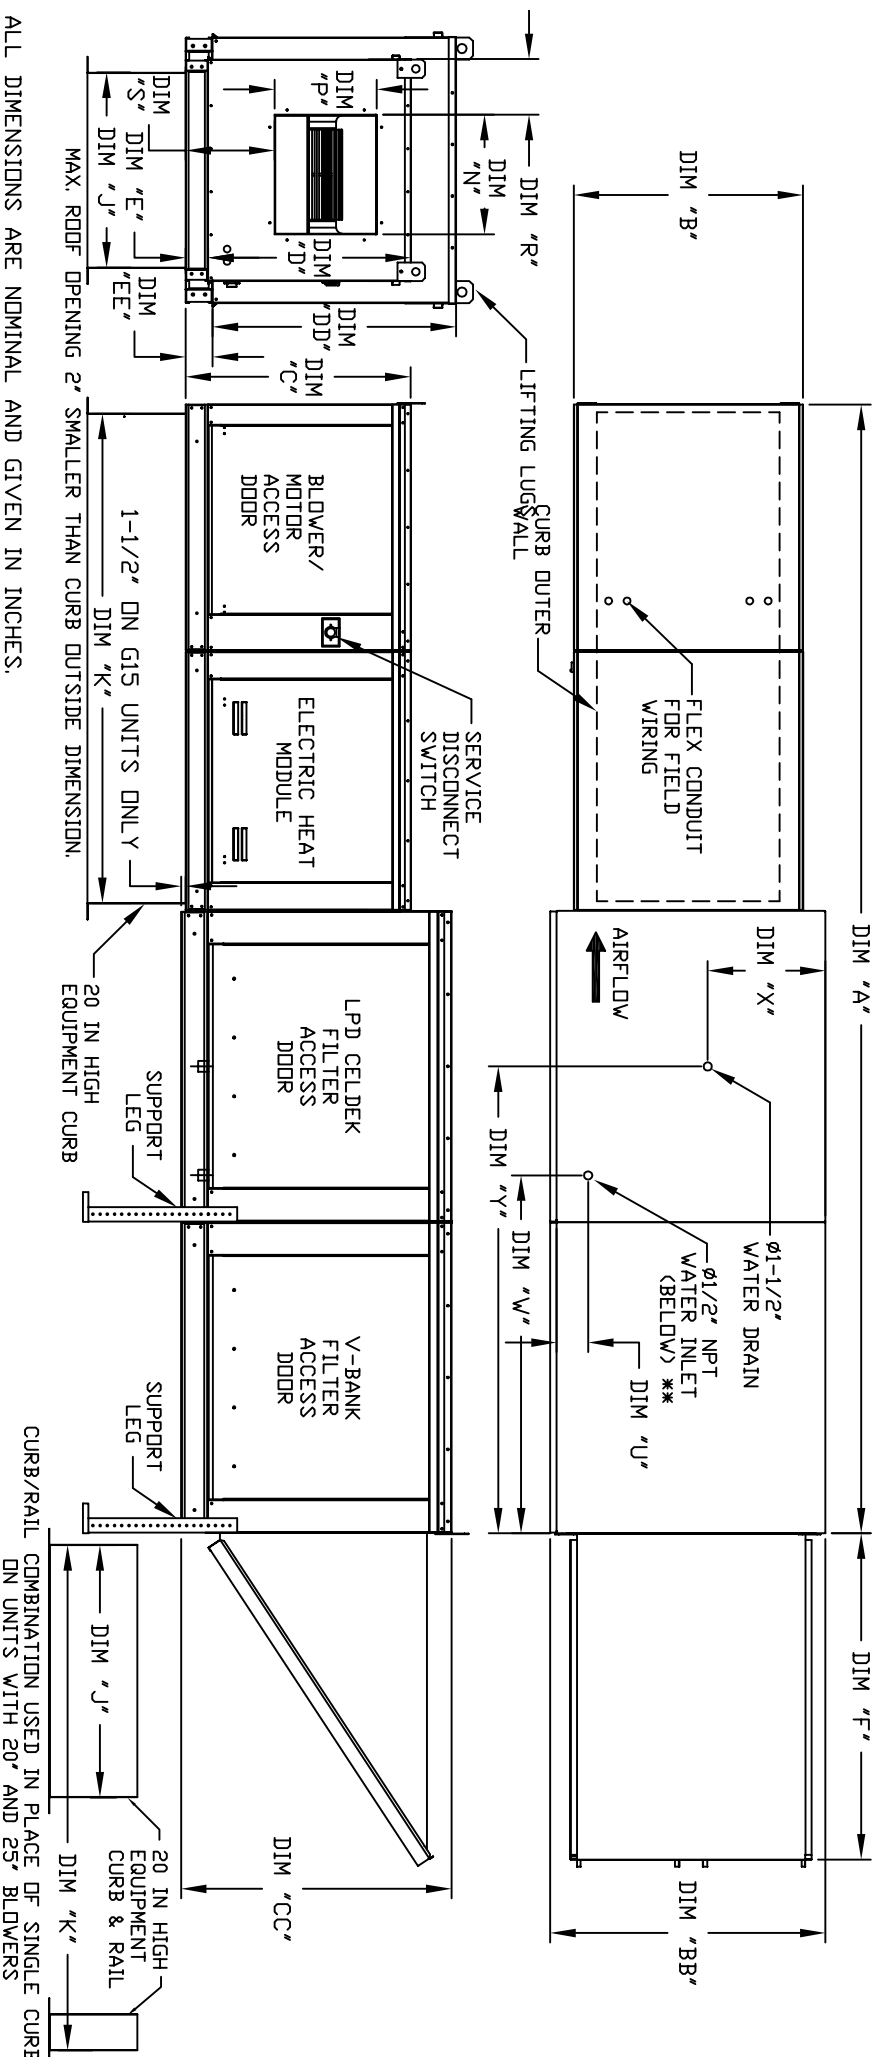 DIM "A"
DIM "F"
DIM "B"
FLEX CONDUIT
FOR FIELD
WIRING
CURB OUTER
WALL
AIRFLOW
DIM "X"
ø1-1/2"
WATER DRAIN
ø1/2" NPT
WATER INLET
(BELOW) **
DIM "U"
DIM "Y"
DIM "W"
DIM "BB"
DIM "R"
DIM
"N"
DIM
"P"
DIM
"D"
DIM
"DD"
DIM
"C"
DIM
"S"
DIM "E"
DIM "J"
DIM
"EE"
LIFTING LUGS
BLOWER/
MOTOR
ACCESS
DOOR
SERVICE
DISCONNECT
SWITCH
ELECTRIC HEAT
MODULE
LPD CELDEK
FILTER
ACCESS
DOOR
V-BANK
FILTER
ACCESS
DOOR
DIM "CC"
1-1/2" ON G15 UNITS ONLY
DIM "K"
20 IN HIGH
EQUIPMENT CURB
SUPPORT
LEG
SUPPORT
LEG
MAX. ROOF OPENING 2" SMALLER THAN CURB OUTSIDE DIMENSION.
20 IN HIGH
EQUIPMENT
CURB & RAIL
DIM "J"
DIM "K"
CURB/RAIL COMBINATION USED IN PLACE OF SINGLE CURB
ON UNITS WITH 20" AND 25" BLOWERS
ALL DIMENSIONS ARE NOMINAL AND GIVEN IN INCHES.